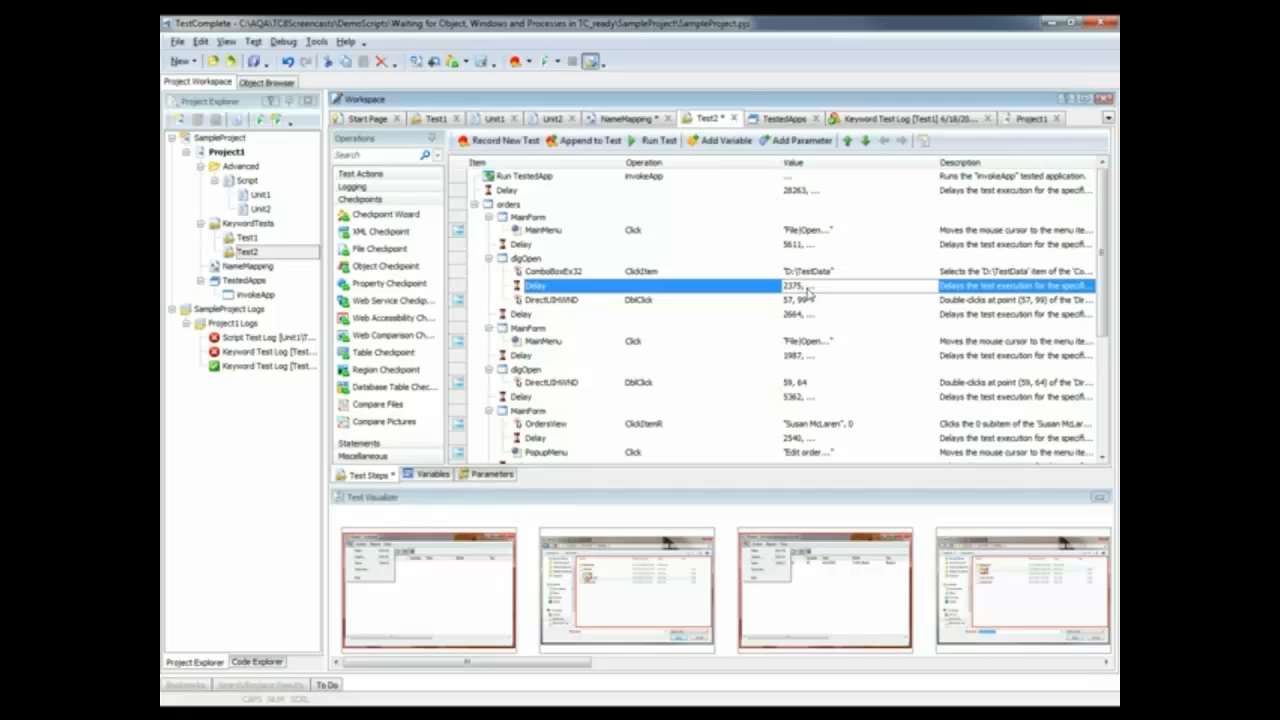 TestComplete - C:\AQA\TC8Screencasts\DemoScripts\Waiting for Object, Windows and Processes in TC_ready\SampleProject\SampleProject.pjs
File Edit View Test Debug Tools Help
New
Project Workspace Object Browser
Project Explorer
SampleProject
Project1
Advanced
Script
Unit1
Unit2
KeywordTests
Test1
Test2
NameMapping
TestedApps
invokeApp
SampleProject Logs
Project1 Logs
Script Test Log [Unit1\T...
Keyword Test Log [Test...
Keyword Test Log [Test...
Project Explorer Code Explorer
Workspace
Start Page Test1 Unit1 Unit2 NameMapping * Test2 * TestedApps Keyword Test Log [Test1] 6/18/20... Project1
Operations
Search
Test Actions
Logging
Checkpoints
Checkpoint Wizard
XML Checkpoint
File Checkpoint
Object Checkpoint
Property Checkpoint
Web Service Checkp...
Web Accessibility Ch...
Web Comparison Ch...
Table Checkpoint
Region Checkpoint
Database Table Chec...
Compare Files
Compare Pictures
Statements
Miscellaneous
Record New Test Append to Test Run Test Add Variable Add Parameter
Item Operation Value Description
Run TestedApp invokeApp ... Runs the "invokeApp" tested application.
Delay 28263, ... Delays the test execution for the specifi...
orders
MainForm
MainMenu Click "File|Open..." Moves the mouse cursor to the menu ite...
Delay 5611, ... Delays the test execution for the specifi...
dlgOpen
ComboBoxEx32 ClickItem "D:\TestData" Selects the 'D:\TestData' item of the 'Co...
Delay 2375, ... Delays the test execution for the specifi...
DirectUIHWND DblClick 57, 99 Double-clicks at point (57, 99) of the 'Dir...
Delay 2664, ... Delays the test execution for the specifi...
MainForm
MainMenu Click "File|Open..." Moves the mouse cursor to the menu ite...
Delay 1987, ... Delays the test execution for the specifi...
dlgOpen
DirectUIHWND DblClick 59, 64 Double-clicks at point (59, 64) of the 'Dir...
Delay 5362, ... Delays the test execution for the specifi...
MainForm
OrdersView ClickItemR "Susan McLaren", 0 Clicks the 0 subitem of the 'Susan McLar...
Delay 2540, ... Delays the test execution for the specifi...
PopupMenu Click "Edit order..." Moves the mouse cursor to the menu ite...
Test Steps * Variables Parameters
Test Visualizer
Bookmarks Search/Replace Results To Do
CAPS NUM SCRL